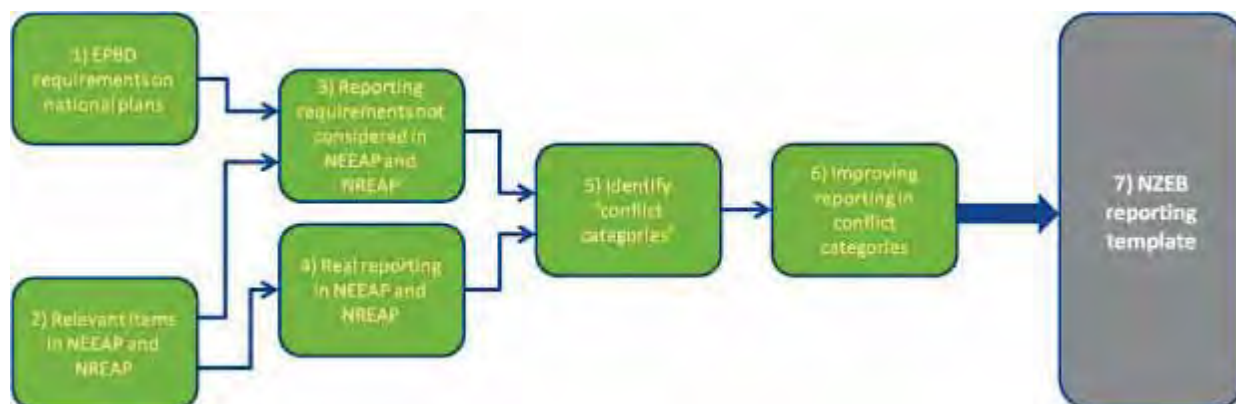 1) EPBD
requirements on
national plans
2) Relevant items
in NEEAP and
NREAP
3) Reporting
requirements not
considered in
NEEAP and
NREAP
4) Real reporting
in NEEAP and
NREAP
5) Identify
"conflict
categories"
6) Improving
reporting in
conflict
categories
7) NZEB
reporting
template